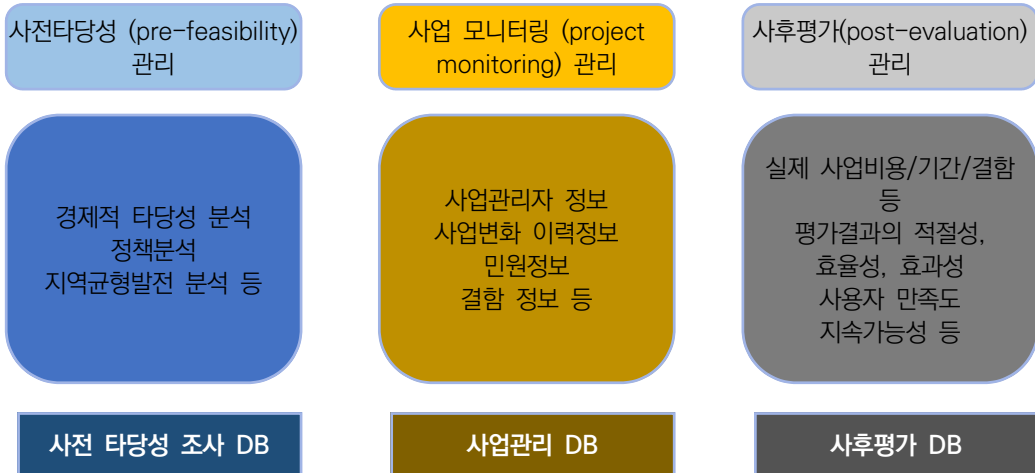 사전타당성 (pre-feasibility)
관리
경제적 타당성 분석
정책분석
지역균형발전 분석 등
사전 타당성 조사 DB
사업 모니터링 (project
monitoring) 관리
사업관리자 정보
사업변화 이력정보
민원정보
결함 정보 등
사업관리 DB
사후평가(post-evaluation)
관리
실제 사업비용/기간/결함
등
평가결과의 적절성,
효율성, 효과성
사용자 만족도
지속가능성 등
사후평가 DB